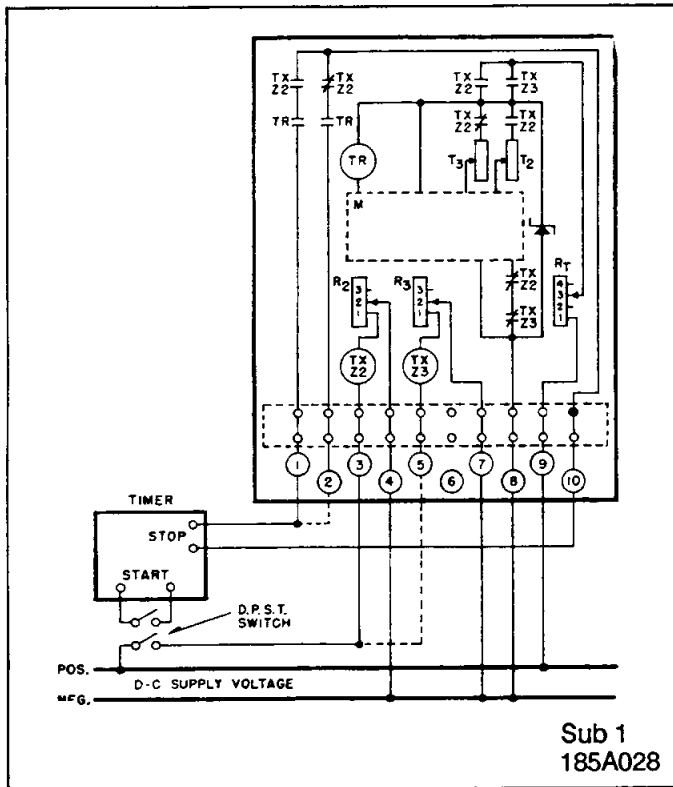 TX Z2
TX Z2
TX Z2
TX Z3
TR
TR
TX Z2
TX Z2
TR
T3
T2
M
R2
3
2
1
R3
3
2
1
TX Z2
TX Z3
RT
4
3
2
1
TX Z2
TX Z3
1
2
3
4
5
6
7
8
9
10
TIMER
STOP
START
D.P.S.T. SWITCH
POS.
D-C SUPPLY VOLTAGE
NEG.
Sub 1
185A028